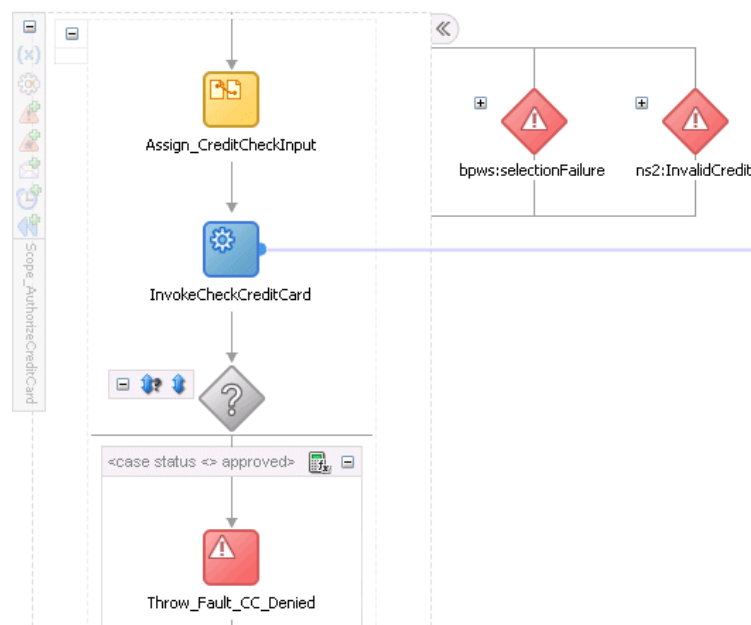 Assign_CreditCheckInput
bpws:selectionFailure
ns2:InvalidCredit
InvokeCheckCreditCard
Scope_AuthorizeCreditCard
<case status <> approved>
Throw_Fault_CC_Denied